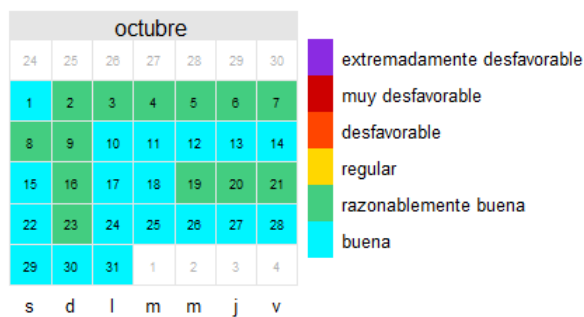 octubre
24 25 26 27 28 29 30
1 2 3 4 5 6 7
8 9 10 11 12 13 14
15 16 17 18 19 20 21
22 23 24 25 26 27 28
29 30 31 1 2 3 4
s d l m m j v
extremadamente desfavorable
muy desfavorable
desfavorable
regular
razonablemente buena
buena